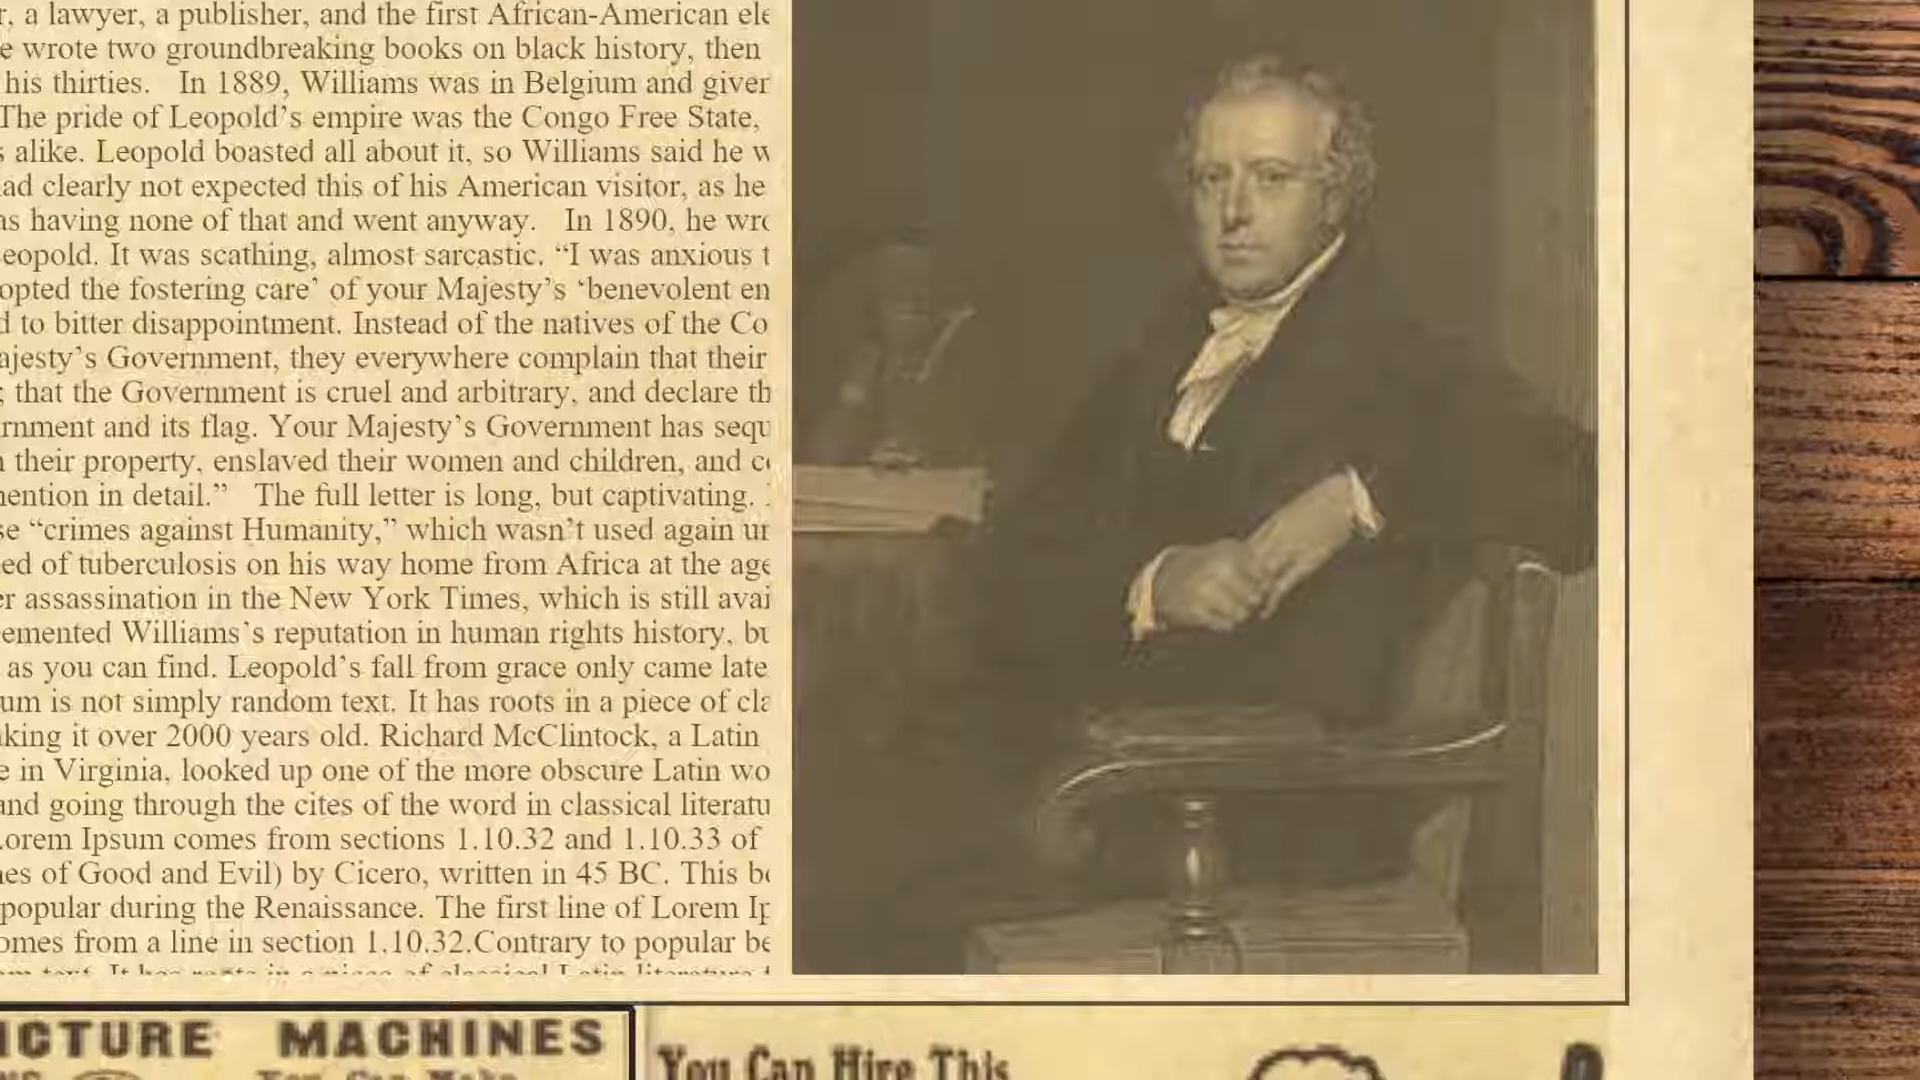 , a lawyer, a publisher, and the first African-American
wrote two groundbreaking books on black history, then
his thirties. In 1889, Williams was in Belgium and
The pride of Leopold’s empire was the Congo Free State,
alike. Leopold boasted all about it, so Williams said he
ad clearly not expected this of his American visitor, as he
as having none of that and went anyway. In 1890, he
eopold. It was scathing, almost sarcastic. “I was anxious t
opted the fostering care’ of your Majesty’s ‘benevolent en
d to bitter disappointment. Instead of the natives of the Co
ajesty’s Government, they everywhere complain that their
; that the Government is cruel and arbitrary, and declare th
rnment and its flag. Your Majesty’s Government has sequ
their property, enslaved their women and children, and
mention in detail.” The full letter is long, but captivating.
se “crimes against Humanity,” which wasn’t used again
ed of tuberculosis on his way home from Africa at the age
er assassination in the New York Times, which is still avai
emented Williams’s reputation in human rights history,
as you can find. Leopold’s fall from grace only came late
um is not simply random text. It has roots in a piece of
aking it over 2000 years old. Richard McClintock, a Latin
e in Virginia, looked up one of the more obscure Latin wo
and going through the cites of the word in classical literatu
Lorem Ipsum comes from sections 1.10.32 and 1.10.33 of
nes of Good and Evil) by Cicero, written in 45 BC. This
popular during the Renaissance. The first line of Lorem
omes from a line in section 1.10.32.Contrary to popular be
ICTURE MACHINES
You Can Make
You Can Hire This